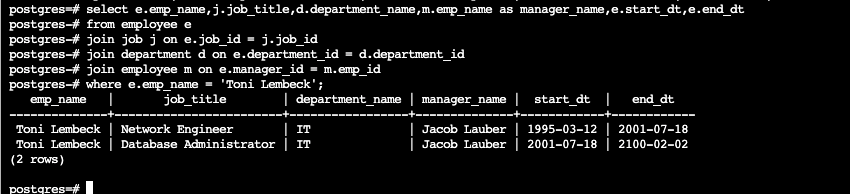 postgres=# select e.emp_name,j.job_title,d.department_name,m.emp_name as manager_name,e.start_dt,e.end_dt
postgres-# from employee e
postgres-# join job j on e.job_id = j.job_id
postgres-# join department d on e.department_id = d.department_id
postgres-# join employee m on e.manager_id = m.emp_id
postgres-# where e.emp_name = 'Toni Lembeck';
   emp_name   |       job_title        | department_name | manager_name |  start_dt  |   end_dt
--------------+------------------------+-----------------+--------------+------------+------------
 Toni Lembeck | Network Engineer       | IT              | Jacob Lauber | 1995-03-12 | 2001-07-18
 Toni Lembeck | Database Administrator | IT              | Jacob Lauber | 2001-07-18 | 2100-02-02
(2 rows)
postgres=#